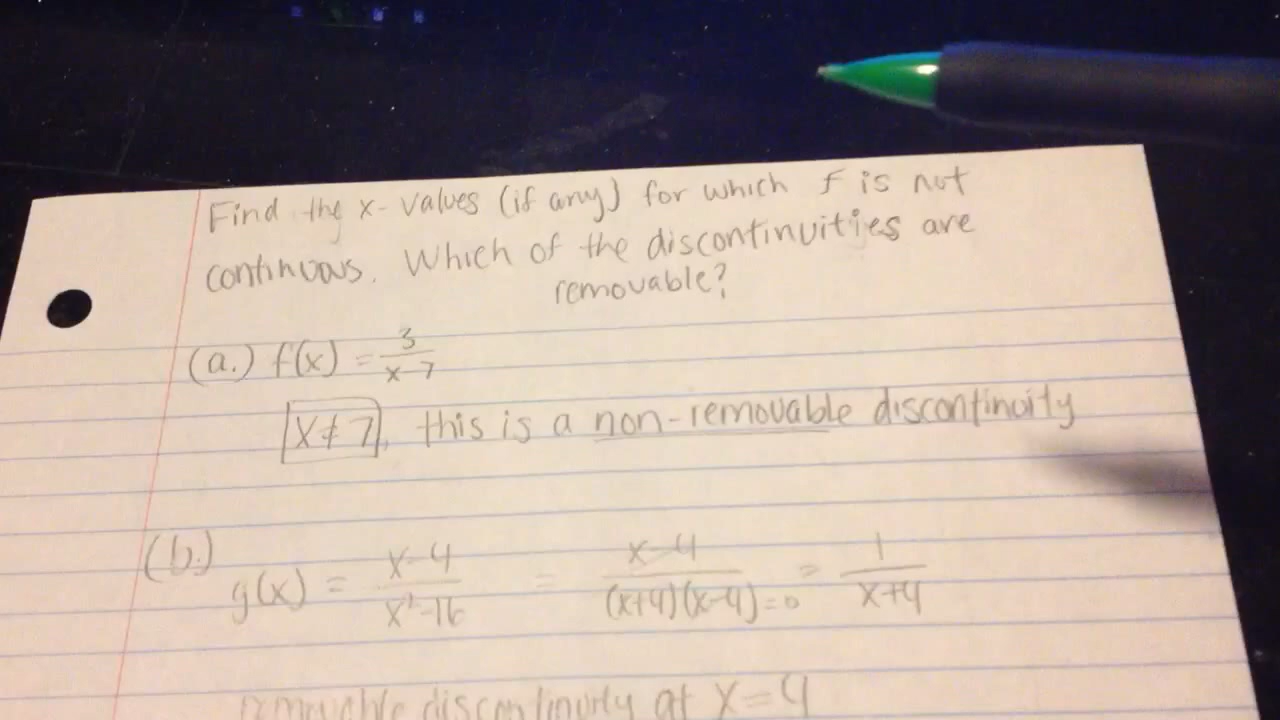 Find the x-values (if any) for which f is not
continuous. Which of the discontinuities are
removable?
(a.) f(x) = 3/(x-7)
x≠7, this is a non-removable discontinuity
(b.) g(x) = (x-4)/(x²-16) = (x-4)/((x+4)(x-4)=0) = 1/(x+4)
removable discontinuity at x=4